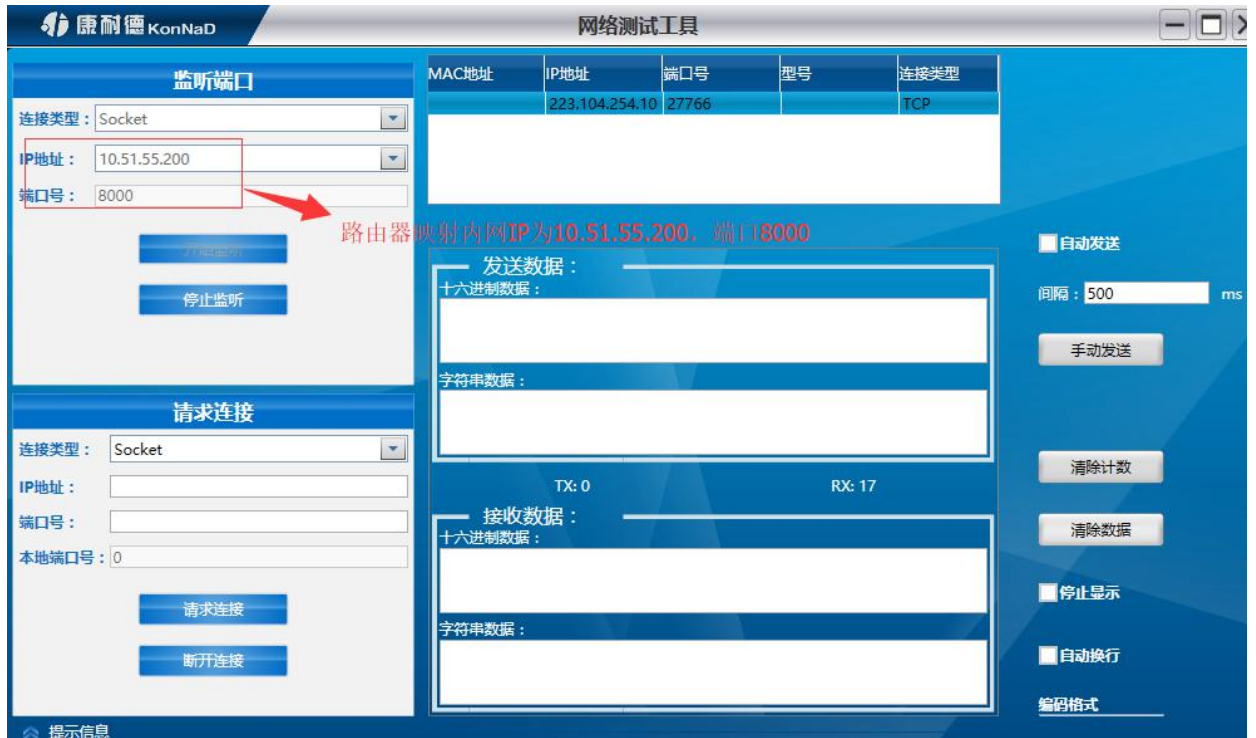 康耐德 KonNaD
网络测试工具
监听端口
连接类型：Socket
IP地址： 10.51.55.200
端口号： 8000
停止监听
MAC地址 IP地址 端口号 型号 连接类型
223.104.254.10 27766 TCP
路由器映射内网IP为10.51.55.200， 端口8000
发送数据：
十六进制数据：
字符串数据：
TX: 0 RX: 17
接收数据：
十六进制数据：
字符串数据：
自动发送
间隔：500 ms
手动发送
清除计数
清除数据
停止显示
自动换行
编码格式
请求连接
连接类型： Socket
IP地址：
端口号：
本地端口号：0
请求连接
断开连接
提示信息